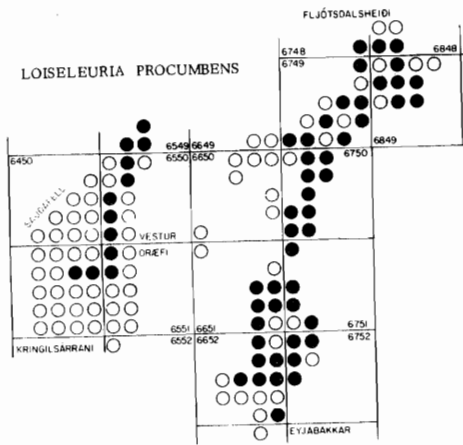 FLJÓTSDALSHEIÐI
6748 6848
6749
LOISELEURIA PROCUMBENS
6549 6649 6849
6450 6550 6650 6750
SAUÐAFELL
VESTUR
ÖRÆFI
6551 6651 6751
KRINGILSÁRRANI 6552 6652 6752
EYJABAKKAR